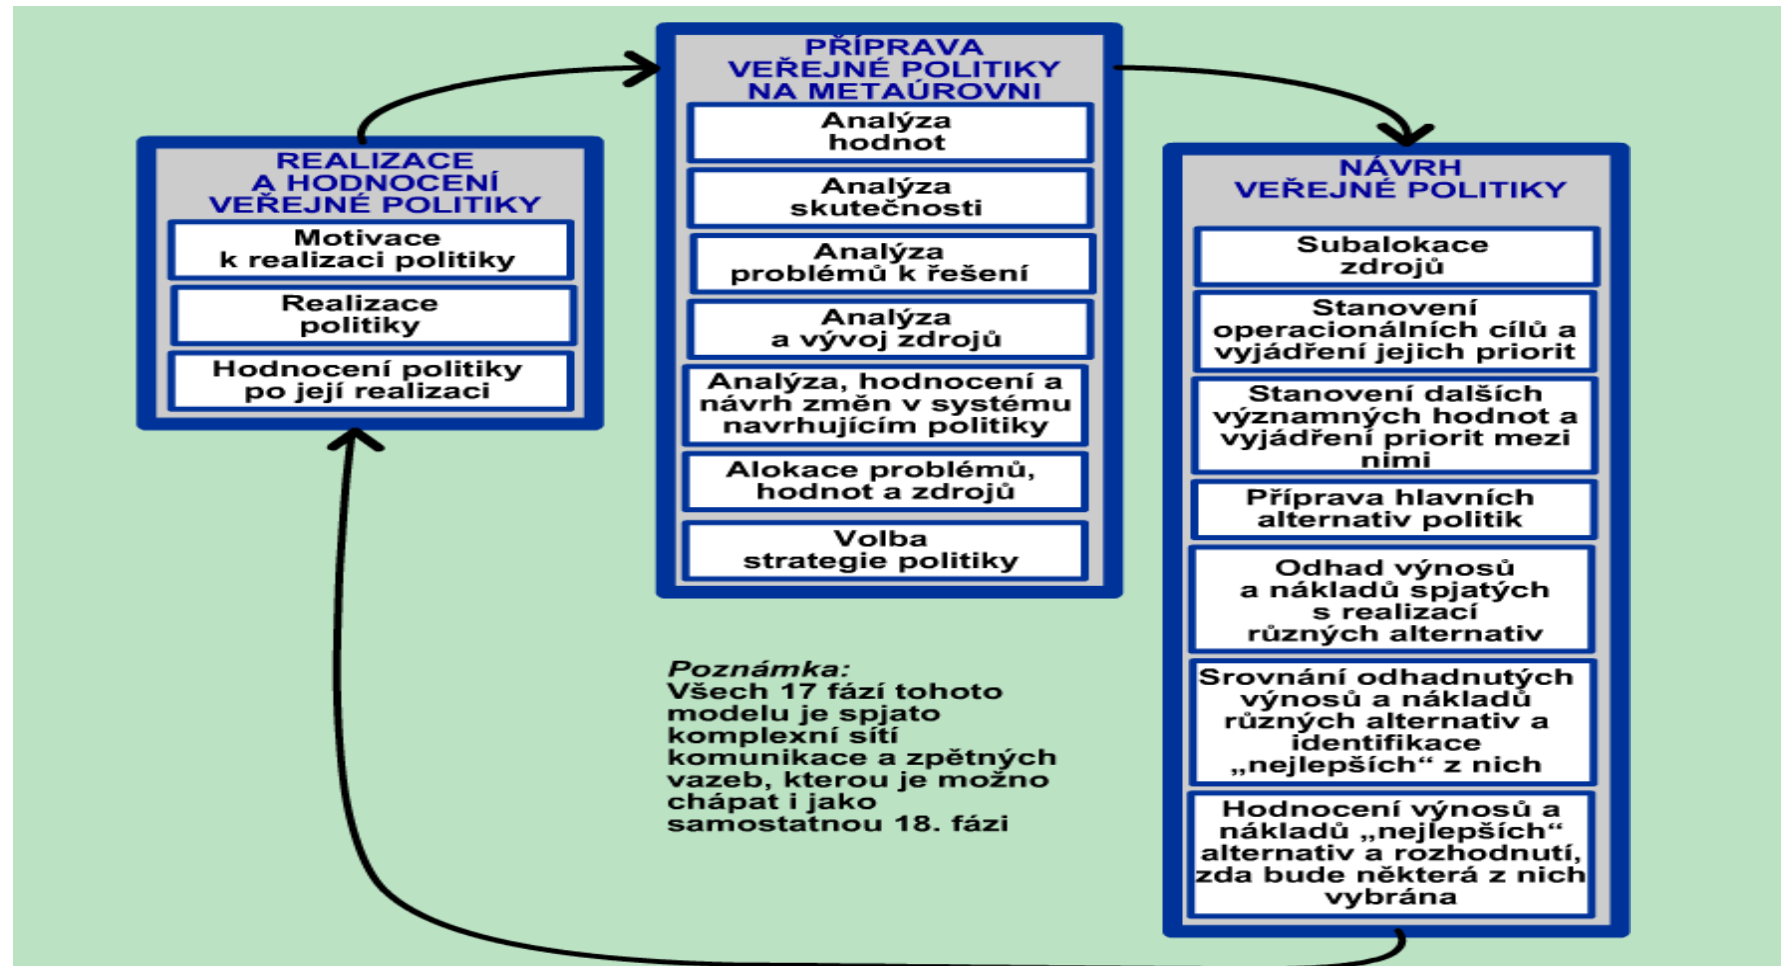 REALIZACE
A HODNOCENÍ
VEŘEJNÉ POLITIKY
Motivace
k realizaci politiky
Realizace
politiky
Hodnocení politiky
po její realizaci
PŘÍPRAVA
VEŘEJNÉ POLITIKY
NA METAÚROVNI
Analýza
hodnot
Analýza
skutečnosti
Analýza
problémů k řešení
Analýza
a vývoj zdrojů
Analýza, hodnocení a
návrh změn v systému
navrhujícím politiky
Alokace problémů,
hodnot a zdrojů
Volba
strategie politiky
Poznámka:
Všech 17 fází tohoto
modelu je spjato
komplexní sítí
komunikace a zpětných
vazeb, kterou je možno
chápat i jako
samostatnou 18. fázi
NÁVRH
VEŘEJNÉ POLITIKY
Subalokace
zdrojů
Stanovení
operacionálních cílů a
vyjádření jejich priorit
Stanovení dalších
významných hodnot a
vyjádření priorit mezi
nimi
Příprava hlavních
alternativ politik
Odhad výnosů
a nákladů spjatých
s realizací
různých alternativ
Srovnání odhadnutých
výnosů a nákladů
různých alternativ a
identifikace
„nejlepších“ z nich
Hodnocení výnosů a
nákladů „nejlepších“
alternativ a rozhodnutí,
zda bude některá z nich
vybrána